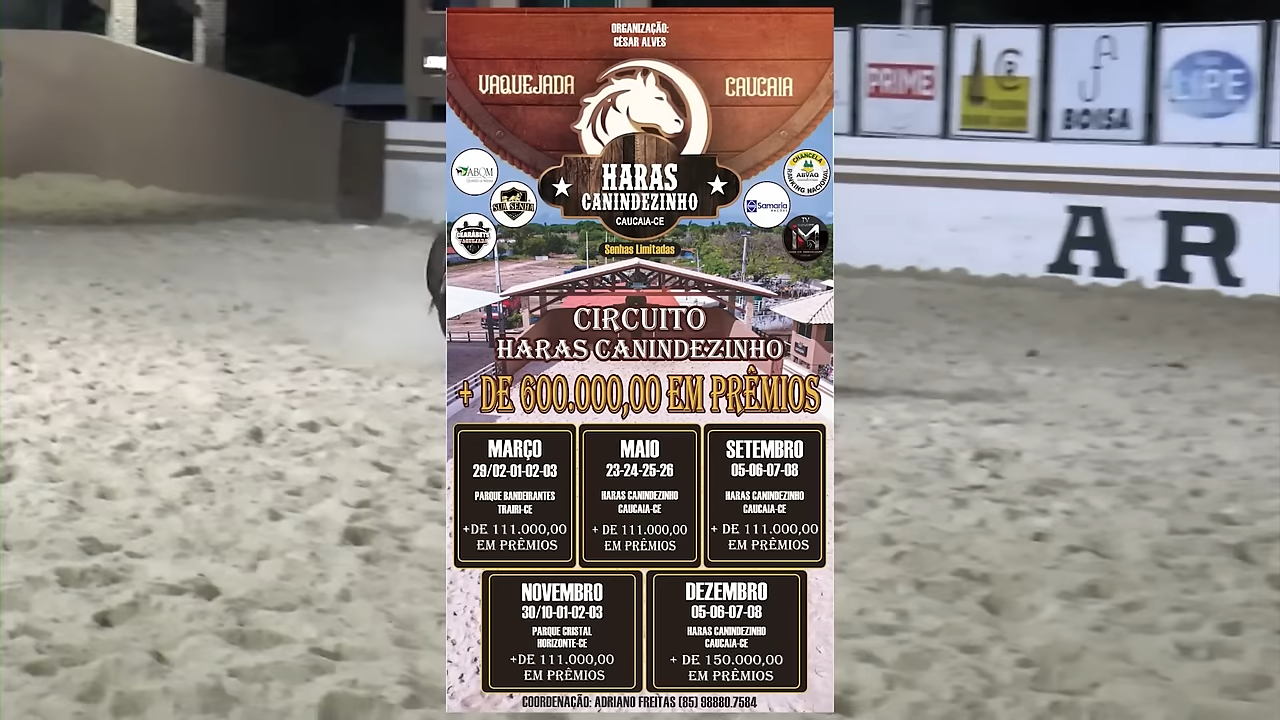 ORGANIZAÇÃO:
CÉSAR ALVES
VAQUEJADA
CAUCAIA
HARAS
CANINDEZINHO
CAUCAIA-CE
Senhas Limitadas
ABQM
SUA SENHA
CEARÁBETS
VAQUEJADA
CHANCELA
ABVAQ
RANKING NACIONAL
Samaria
TV
M
CIRCUITO
HARAS CANINDEZINHO
+ DE 600.000,00 EM PRÊMIOS
MARÇO
29/02-01-02-03
PARQUE BANDEIRANTES
TRAIRI-CE
+DE 111.000,00
EM PRÊMIOS
MAIO
23-24-25-26
HARAS CANINDEZINHO
CAUCAIA-CE
+ DE 111.000,00
EM PRÊMIOS
SETEMBRO
05-06-07-08
HARAS CANINDEZINHO
CAUCAIA-CE
+ DE 111.000,00
EM PRÊMIOS
NOVEMBRO
30/10-01-02-03
PARQUE CRISTAL
HORIZONTE-CE
+DE 111.000,00
EM PRÊMIOS
DEZEMBRO
05-06-07-08
HARAS CANINDEZINHO
CAUCAIA-CE
+ DE 150.000,00
EM PRÊMIOS
COORDENAÇÃO: ADRIANO FREITAS (85) 98880.7584
PRIME
BOLSA
LIPE
AR